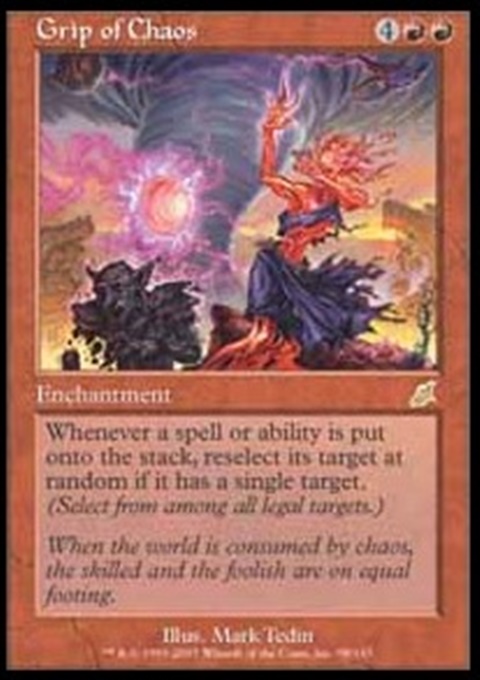 Grip of Chaos 4
Enchantment
Whenever a spell or ability is put
onto the stack, reselect its target at
random if it has a single target.
(Select from among all legal targets.)
When the world is consumed by chaos,
the skilled and the foolish are on equal
footing.
Illus. Mark Tedin